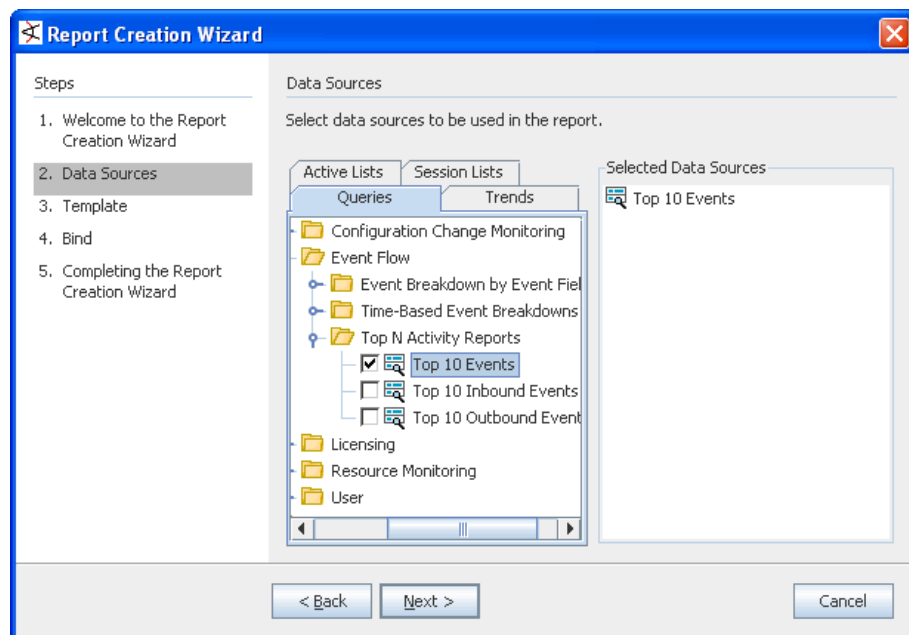 Report Creation Wizard
Steps
1. Welcome to the Report
Creation Wizard
2. Data Sources
3. Template
4. Bind
5. Completing the Report
Creation Wizard
Data Sources
Select data sources to be used in the report.
Active Lists
Session Lists
Queries
Trends
Configuration Change Monitoring
Event Flow
Event Breakdown by Event Fiel
Time-Based Event Breakdowns
Top N Activity Reports
Top 10 Events
Top 10 Inbound Events
Top 10 Outbound Event
Licensing
Resource Monitoring
User
Selected Data Sources
Top 10 Events
< Back
Next >
Cancel